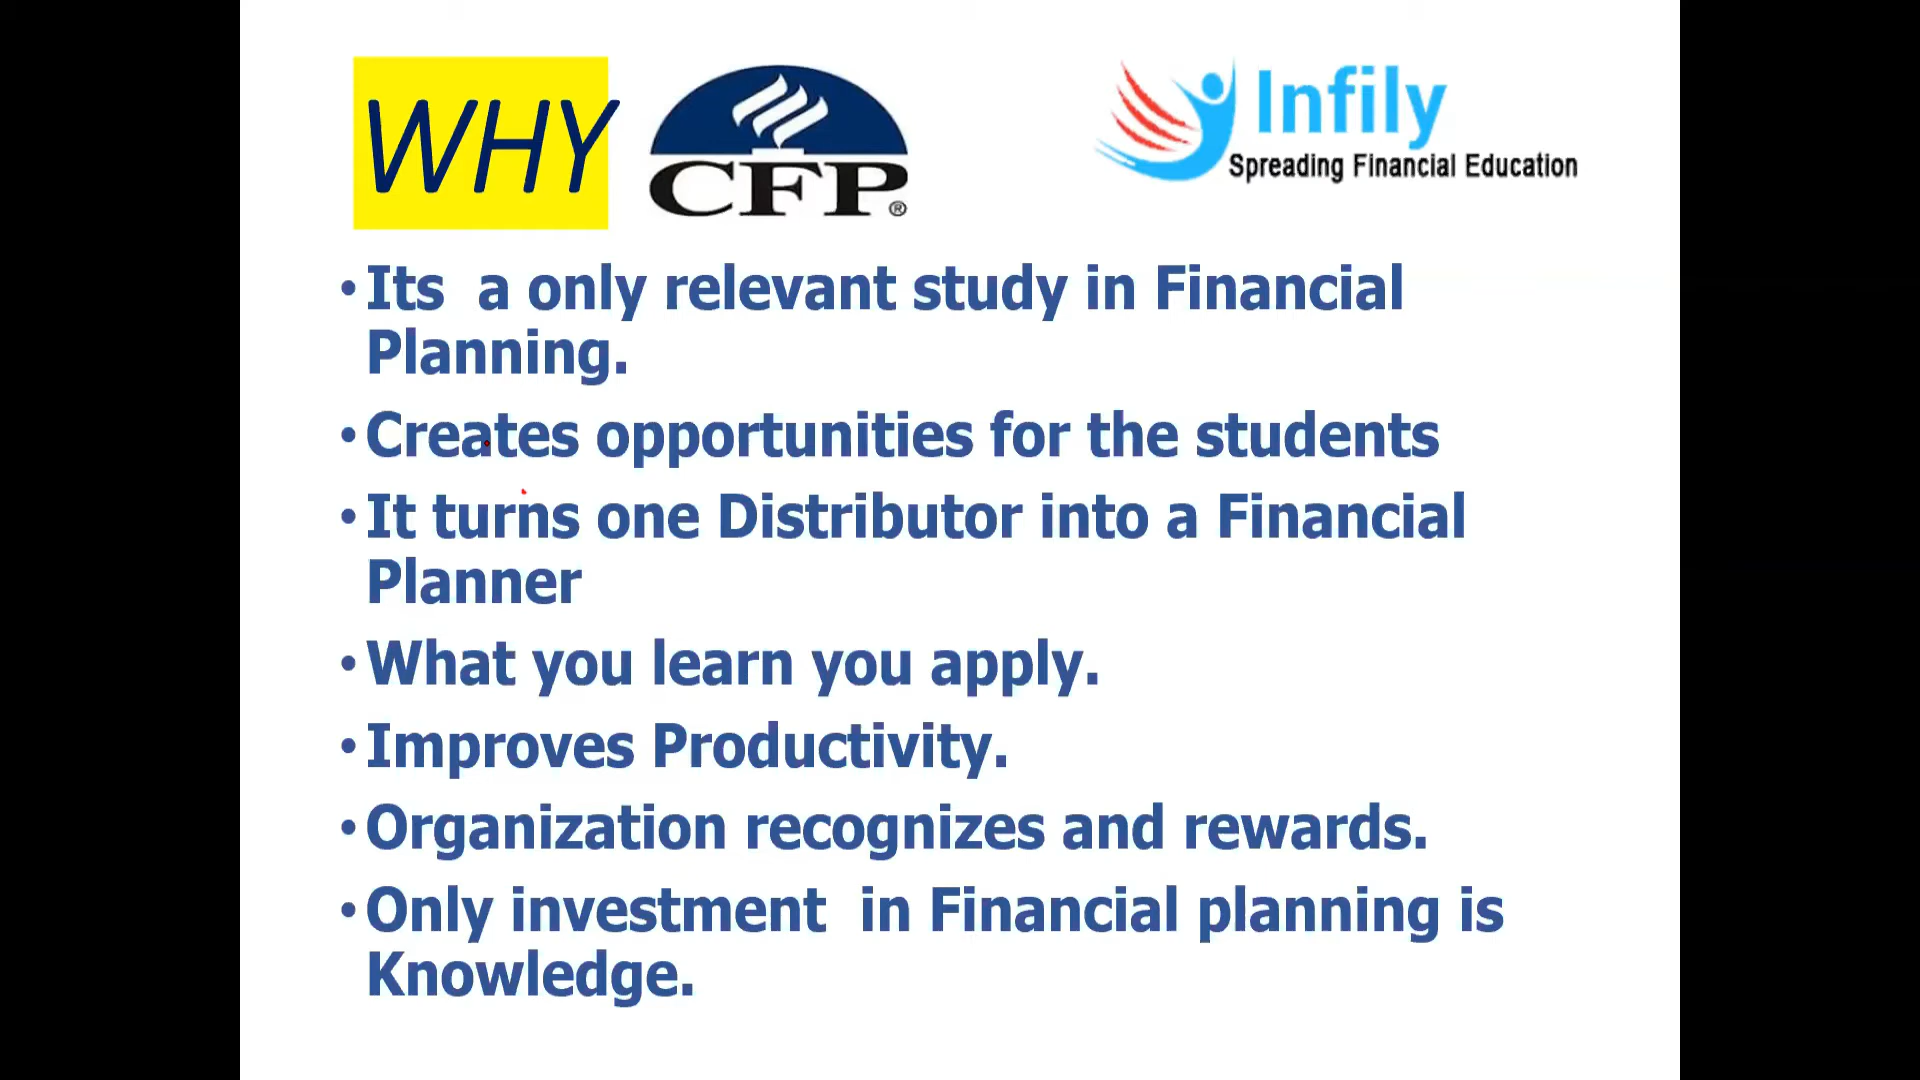 WHY
CFP®
Infily
Spreading Financial Education
• Its a only relevant study in Financial
Planning.
• Creates opportunities for the students
• It turns one Distributor into a Financial
Planner
• What you learn you apply.
• Improves Productivity.
• Organization recognizes and rewards.
• Only investment in Financial planning is
Knowledge.